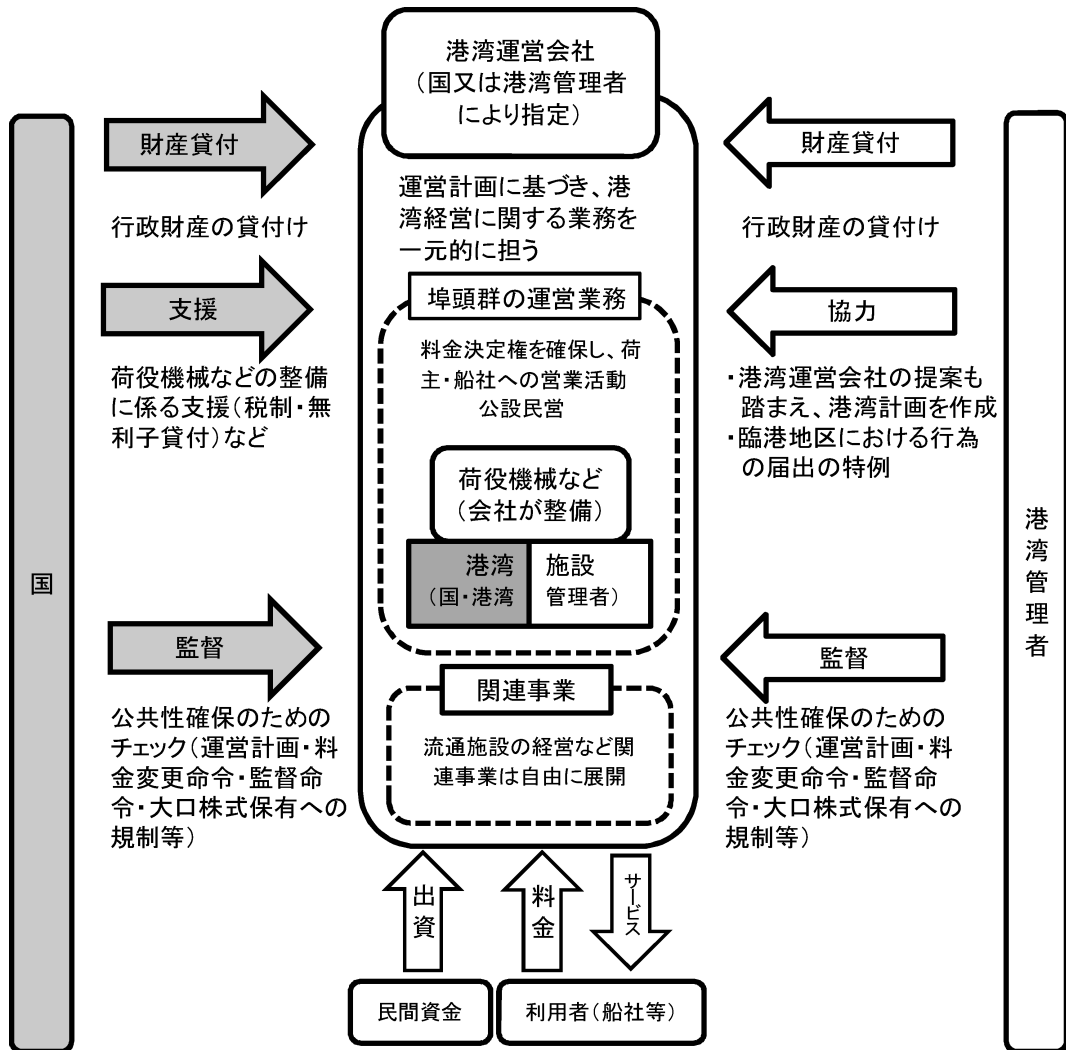 港湾運営会社
（国又は港湾管理者
により指定）
国
財産貸付
行政財産の貸付け
支援
荷役機械などの整備
に係る支援（税制・無
利子貸付）など
監督
公共性確保のための
チェック（運営計画・料
金変更命令・監督命
令・大口株式保有への
規制等）
運営計画に基づき、港
湾経営に関する業務を
一元的に担う
埠頭群の運営業務
料金決定権を確保し、荷
主・船社への営業活動
公設民営
荷役機械など
（会社が整備）
港湾 施設
（国・港湾 管理者）
関連事業
流通施設の経営など関
連事業は自由に展開
財産貸付
行政財産の貸付け
協力
・港湾運営会社の提案も
踏まえ、港湾計画を作成
・臨港地区における行為
の届出の特例
監督
公共性確保のための
チェック（運営計画・料
金変更命令・監督命
令・大口株式保有への
規制等）
港湾管理者
出資
料金
サービス
民間資金
利用者（船社等）